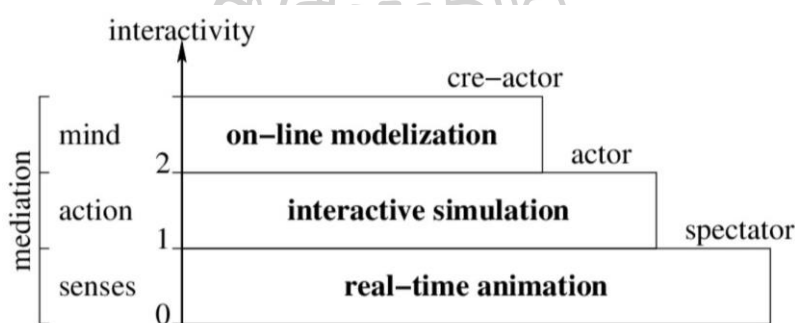 interactivity
cre–actor
mind
on–line modelization
2
actor
action
interactive simulation
1
spectator
senses
real–time animation
0
mediation